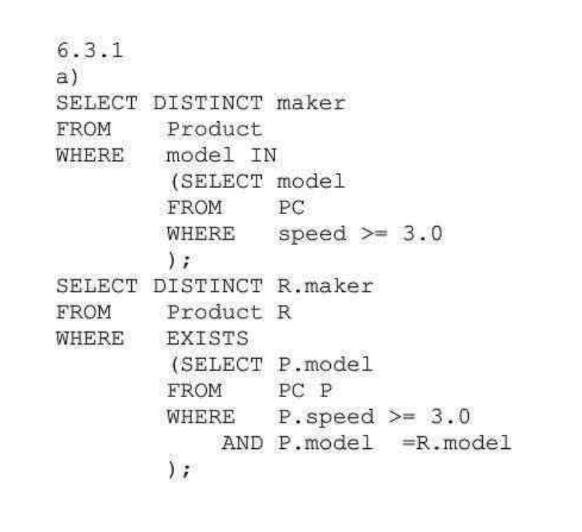 6.3.1
a)
SELECT DISTINCT maker
FROM Product
WHERE model IN
(SELECT model
FROM PC
WHERE speed >= 3.0
);
SELECT DISTINCT R.maker
FROM Product R
WHERE EXISTS
(SELECT P.model
FROM PC P
WHERE P.speed >= 3.0
AND P.model =R.model
);